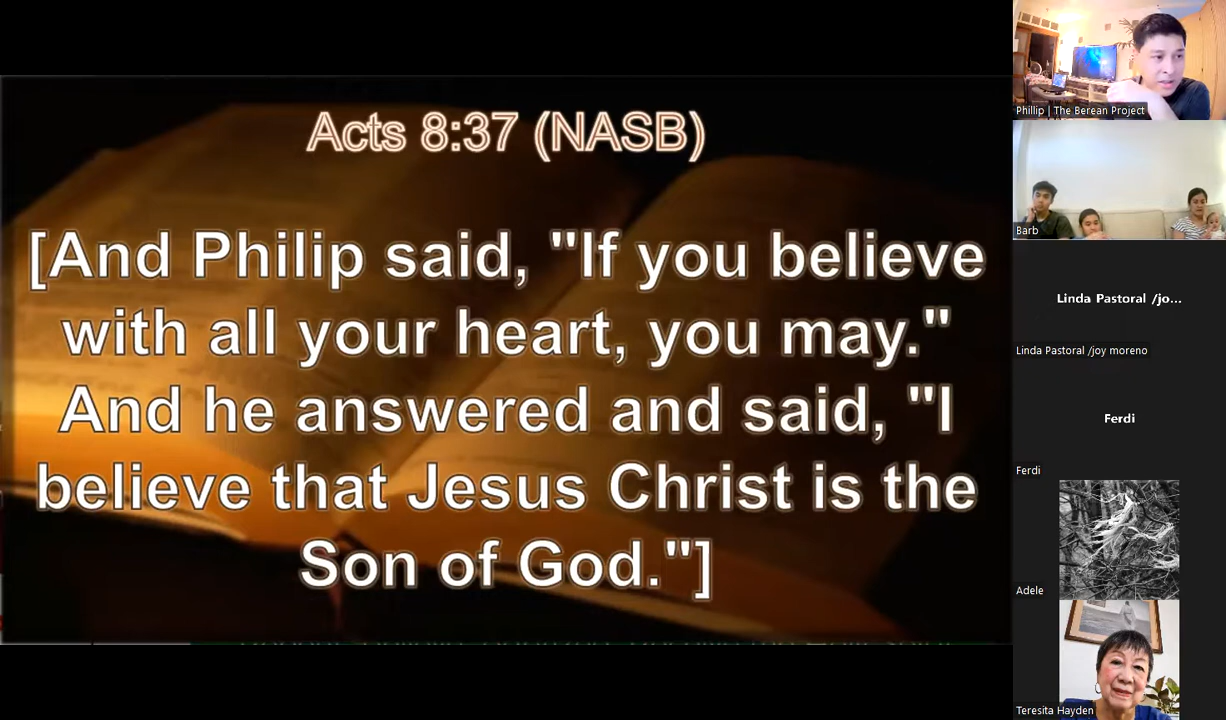 Acts 8:37 (NASB)
[And Philip said, "If you believe
with all your heart, you may."
And he answered and said, "I
believe that Jesus Christ is the
Son of God."]
Phillip | The Berean Project
Barb
Linda Pastoral /jo...
Linda Pastoral /joy moreno
Ferdi
Ferdi
Adele
Teresita Hayden